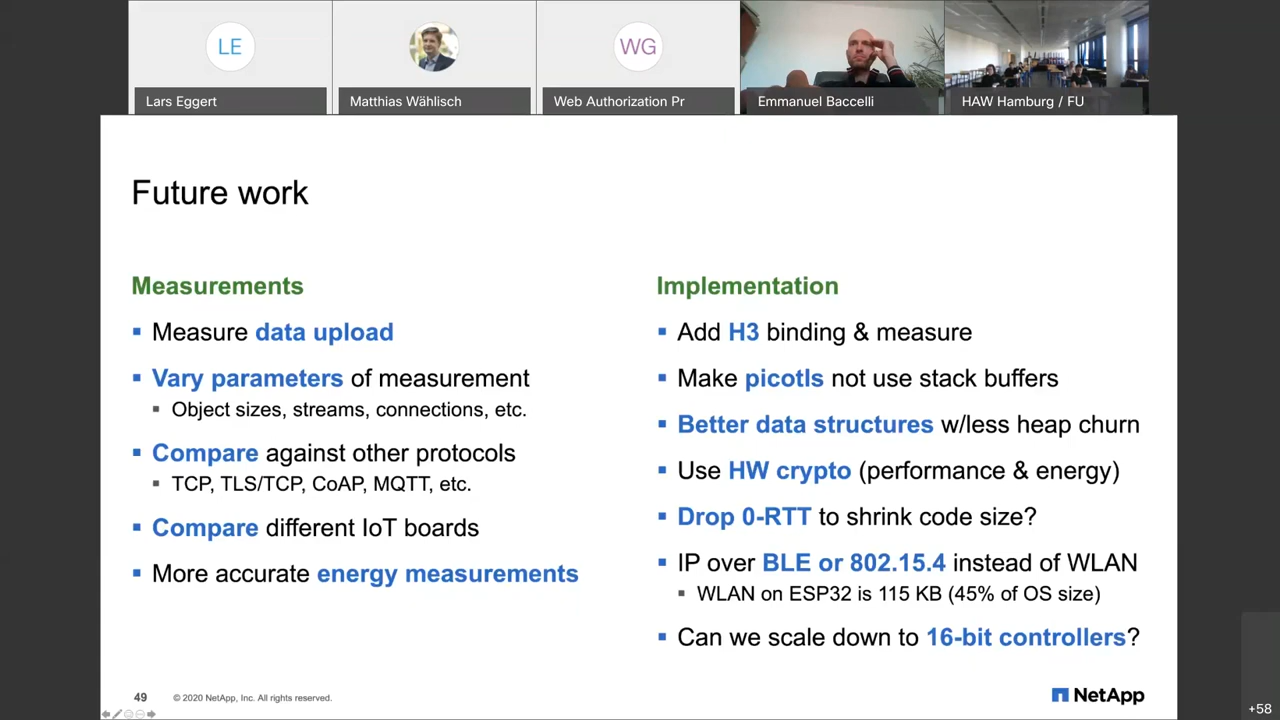 LE
WG
Lars Eggert
Matthias Wählisch
Web Authorization Pr
Emmanuel Baccelli
HAW Hamburg / FU
Future work
Measurements
Measure data upload
Vary parameters of measurement
Object sizes, streams, connections, etc.
Compare against other protocols
TCP, TLS/TCP, CoAP, MQTT, etc.
Compare different IoT boards
More accurate energy measurements
Implementation
Add H3 binding & measure
Make picotls not use stack buffers
Better data structures w/less heap churn
Use HW crypto (performance & energy)
Drop 0-RTT to shrink code size?
IP over BLE or 802.15.4 instead of WLAN
WLAN on ESP32 is 115 KB (45% of OS size)
Can we scale down to 16-bit controllers?
49 © 2020 NetApp, Inc. All rights reserved.
NetApp
+58